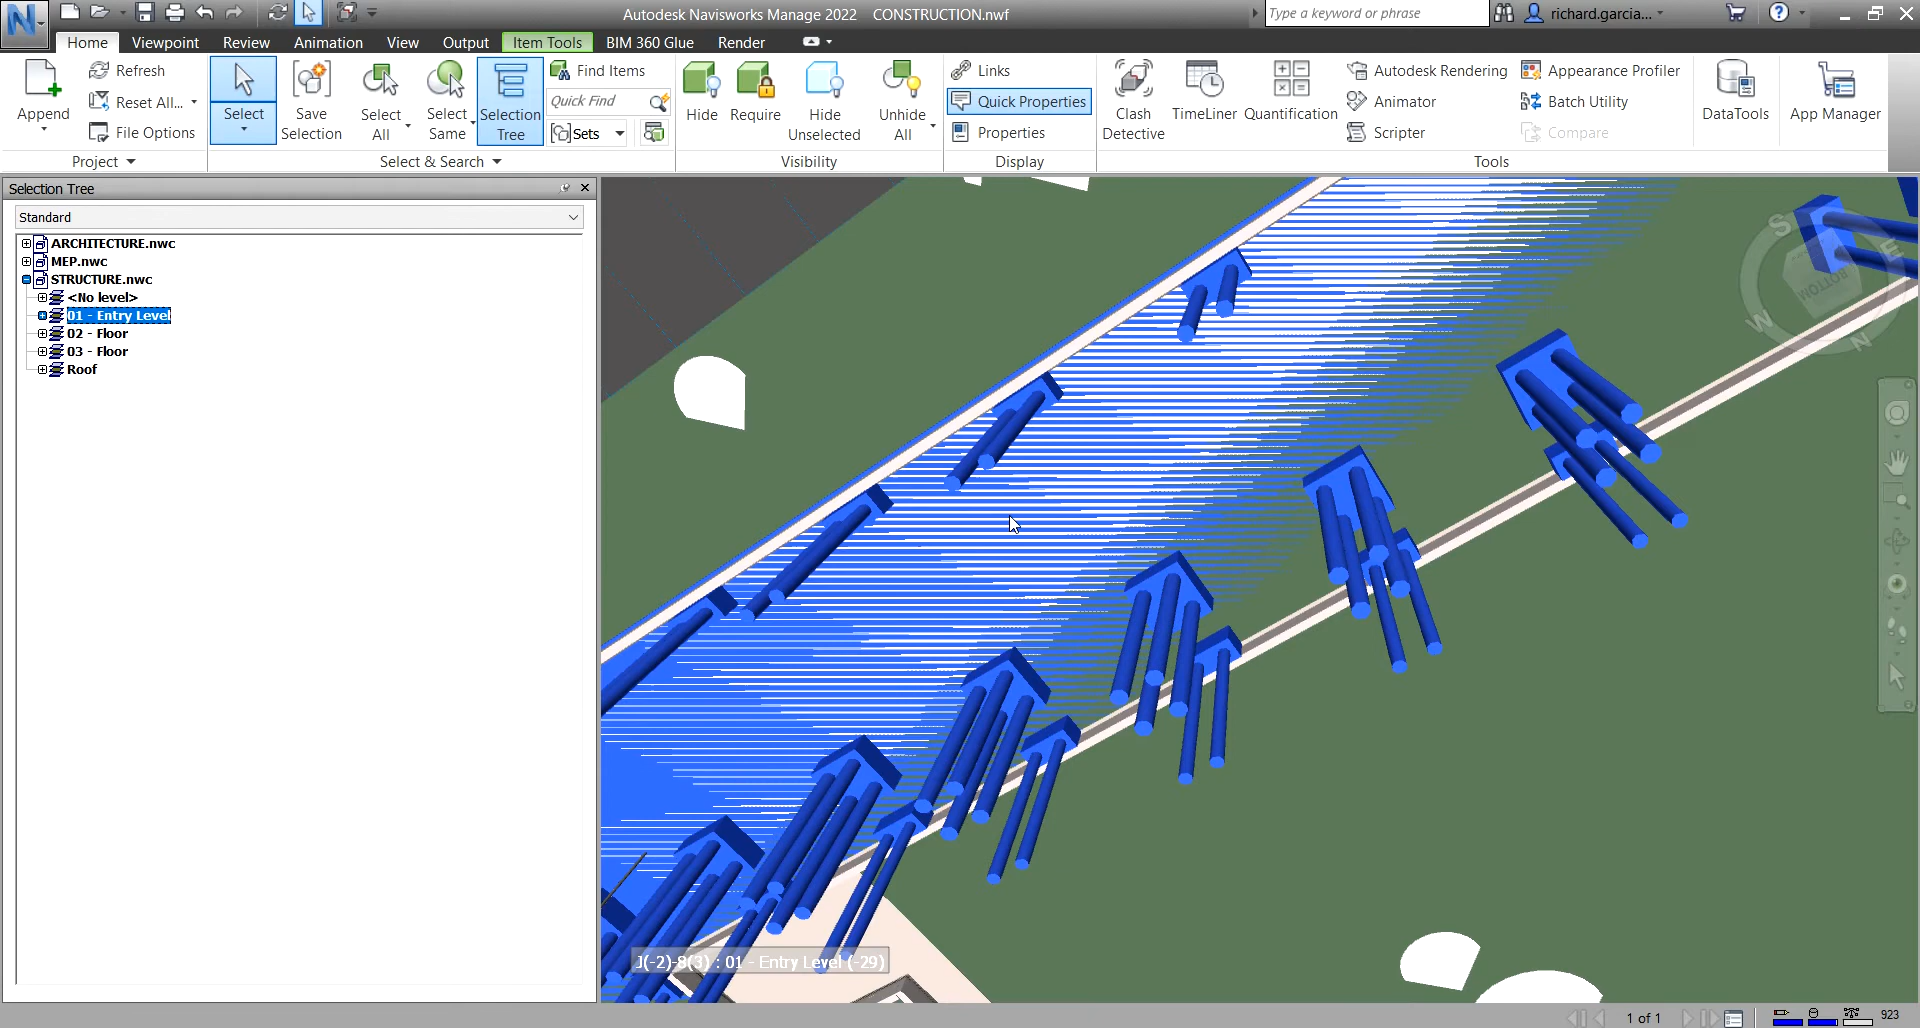 Autodesk Navisworks Manage 2022 CONSTRUCTION.nwf
Type a keyword or phrase
richard.garcia...
Home Viewpoint Review Animation View Output Item Tools BIM 360 Glue Render
Append
Refresh
Reset All...
File Options
Project
Select
Save Selection
Select All
Select Same
Selection Tree
Find Items
Quick Find
Sets
Select & Search
Hide
Require
Hide Unselected
Unhide All
Visibility
Links
Quick Properties
Properties
Display
Clash Detective
TimeLiner
Quantification
Autodesk Rendering
Animator
Scripter
Appearance Profiler
Batch Utility
Compare
DataTools
App Manager
Tools
Selection Tree
Standard
ARCHITECTURE.nwc
MEP.nwc
STRUCTURE.nwc
<No level>
01 - Entry Level
02 - Floor
03 - Floor
Roof
S
E
BOTTOM
W
N
J(-2)-8(3) : 01 - Entry Level (-29)
1 of 1
923